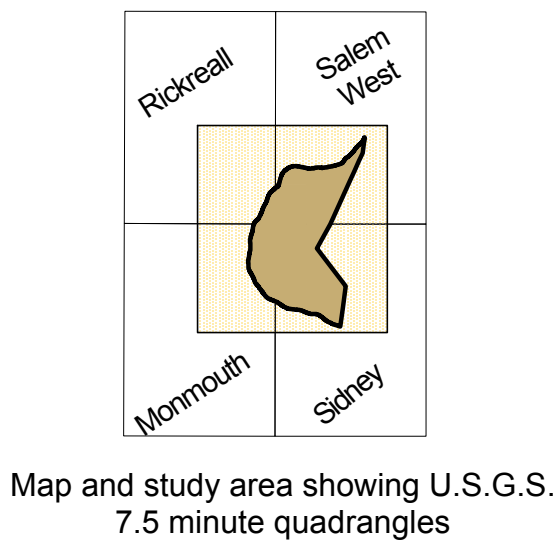 Rickreall
Salem
West
Monmouth
Sidney
Map and study area showing U.S.G.S.
7.5 minute quadrangles